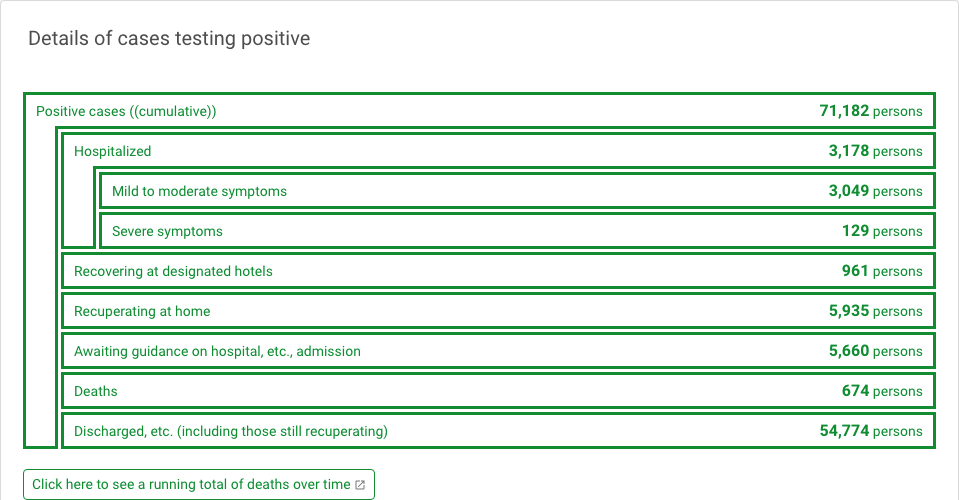 Details of cases testing positive
Positive cases ((cumulative)) 71,182 persons
Hospitalized 3,178 persons
Mild to moderate symptoms 3,049 persons
Severe symptoms 129 persons
Recovering at designated hotels 961 persons
Recuperating at home 5,935 persons
Awaiting guidance on hospital, etc., admission 5,660 persons
Deaths 674 persons
Discharged, etc. (including those still recuperating) 54,774 persons
Click here to see a running total of deaths over time